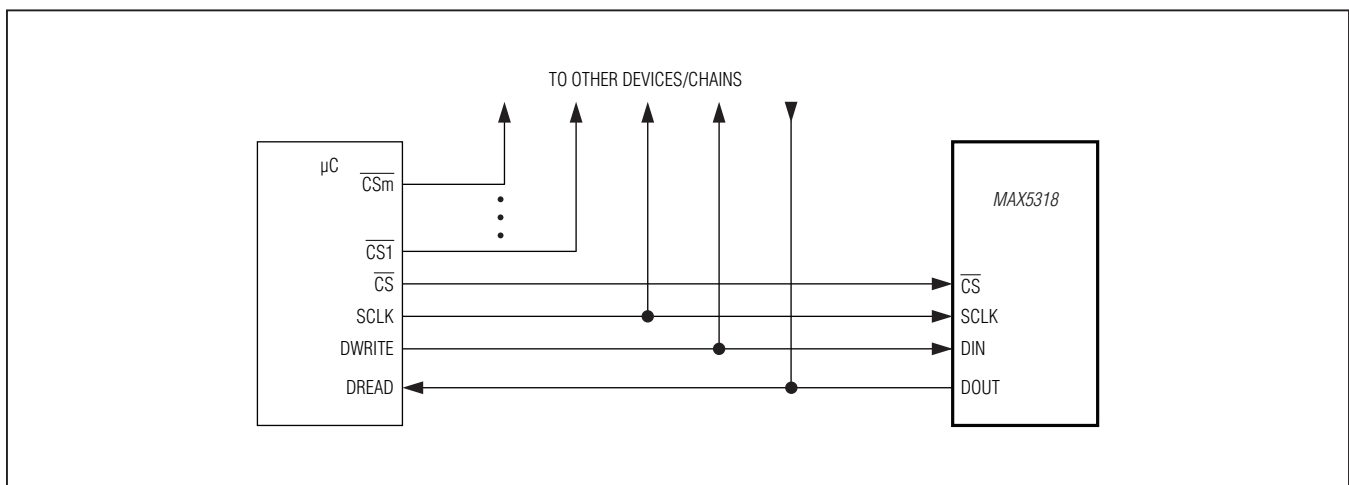 TO OTHER DEVICES/CHAINS
µC
CSm
MAX5318
CS1
CS
CS
SCLK
SCLK
DWRITE
DIN
DREAD
DOUT